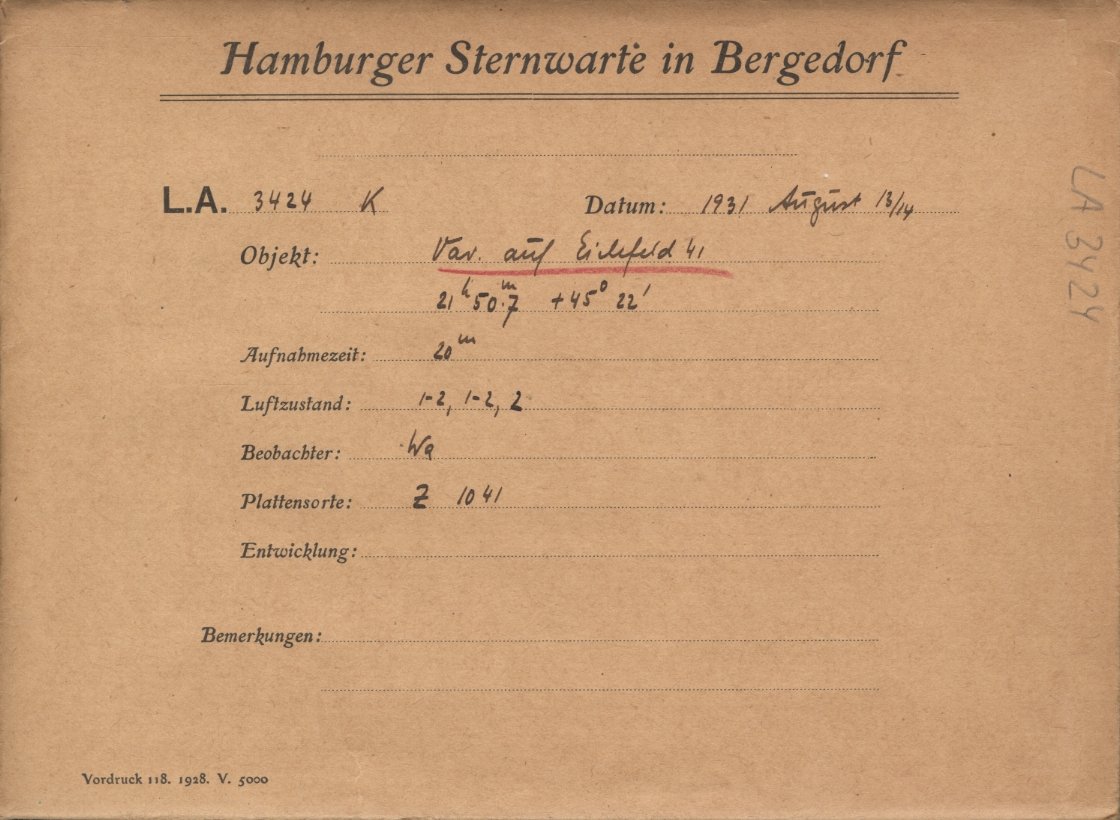 Hamburger Sternwarte in Bergedorf
L.A. 3424 K Datum: 1931 August 13/14
Objekt: Var. auf Eichfeld 41
21h 50m.7 +45° 22'
Aufnahmezeit: 20m
Luftzustand: 1-2, 1-2, 2
Beobachter: Wa
Plattensorte: Z 1041
Entwicklung:
Bemerkungen:
Vordruck 118. 1928. V. 5000
LA 3424